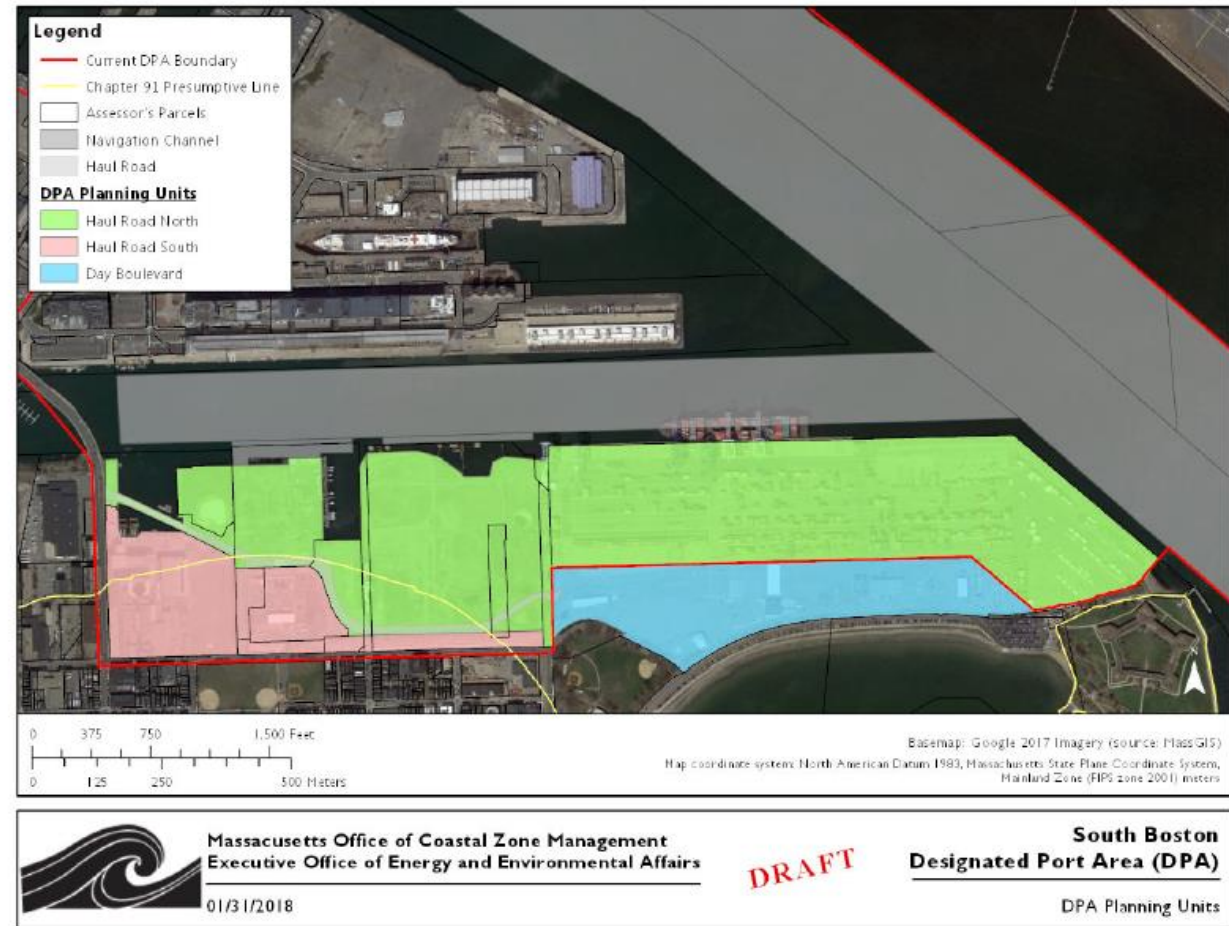 Legend
Current DPA Boundary
Chapter 91 Presumptive Line
Assessor's Parcels
Navigation Channel
Haul Road
DPA Planning Units
Haul Road North
Haul Road South
Day Boulevard
0 375 750 1,500 Feet
0 125 250 500 Meters
Basemap: Google 2017 Imagery (source: MassGIS)
Map coordinate system: North American Datum 1983, Massachusetts State Plane Coordinate System,
Mainland Zone (FIPS zone 2001) meters
Massachusetts Office of Coastal Zone Management
Executive Office of Energy and Environmental Affairs
01/31/2018
DRAFT
South Boston
Designated Port Area (DPA)
DPA Planning Units